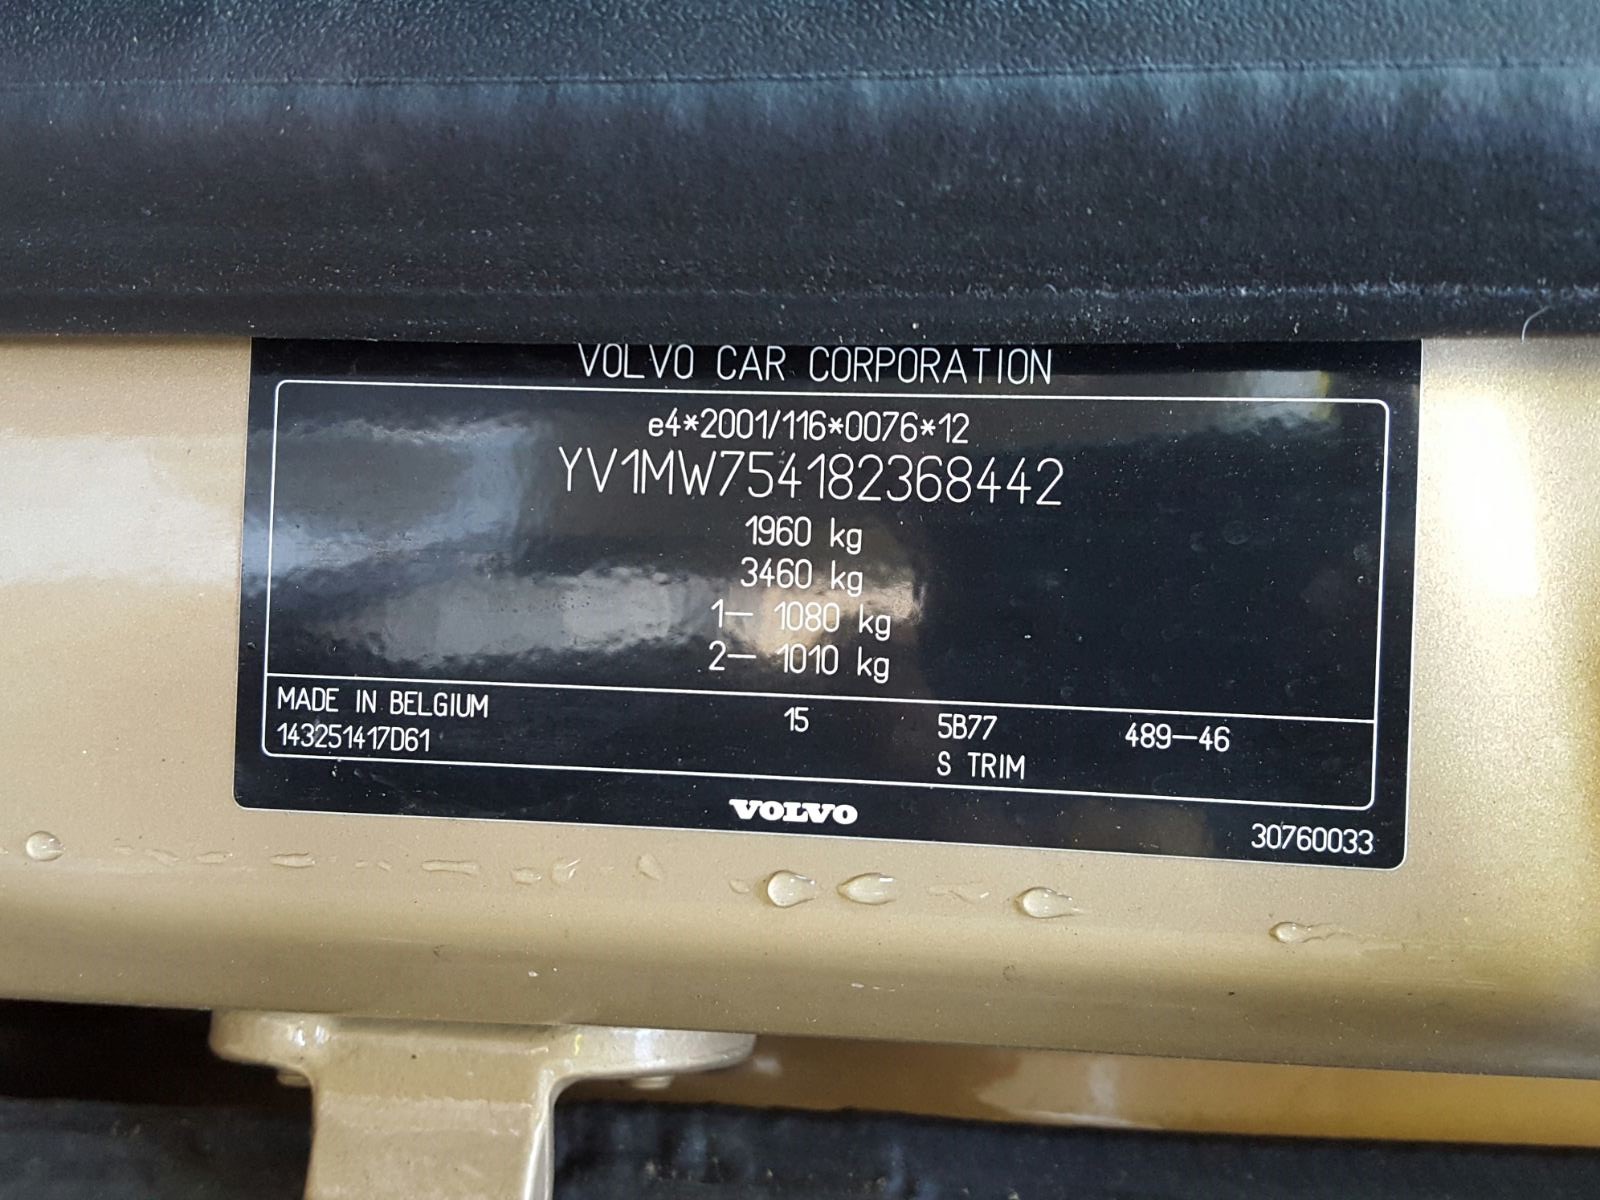 VOLVO CAR CORPORATION
e4*2001/116*0076*12
YV1MW754182368442
1960 kg
3460 kg
1— 1080 kg
2— 1010 kg
MADE IN BELGIUM 15 5B77 489—46
143251417D61 S TRIM
VOLVO
30760033